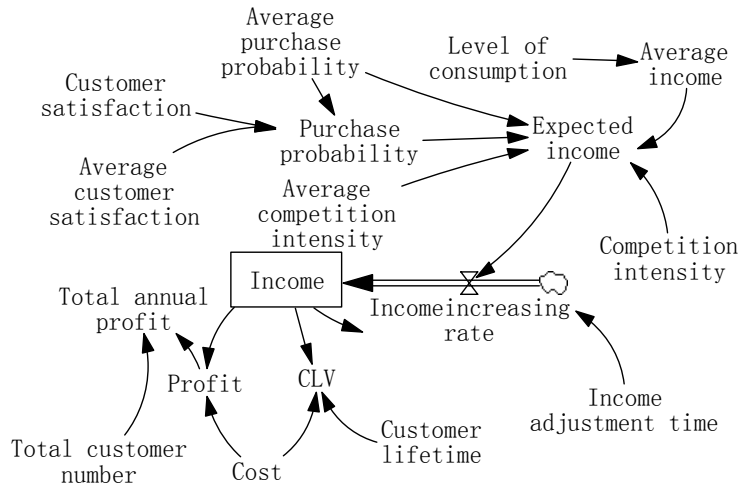 Average
purchase
probability
Level of
consumption
Average
income
Customer
satisfaction
Purchase
probability
Expected
income
Average
customer
satisfaction
Average
competition
intensity
Competition
intensity
Income
Total annual
profit
Incomeincreasing
rate
Profit
CLV
Income
adjustment time
Total customer
number
Cost
Customer
lifetime